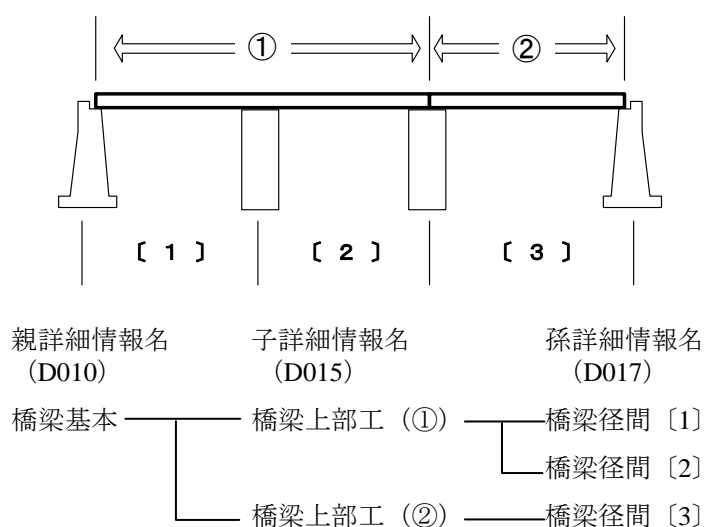 ① ②
〔 1 〕 〔 2 〕 〔 3 〕
親詳細情報名 子詳細情報名 孫詳細情報名
（D010） （D015） （D017）
橋梁基本 橋梁上部工（①） 橋梁径間〔1〕
橋梁径間〔2〕
橋梁上部工（②） 橋梁径間〔3〕